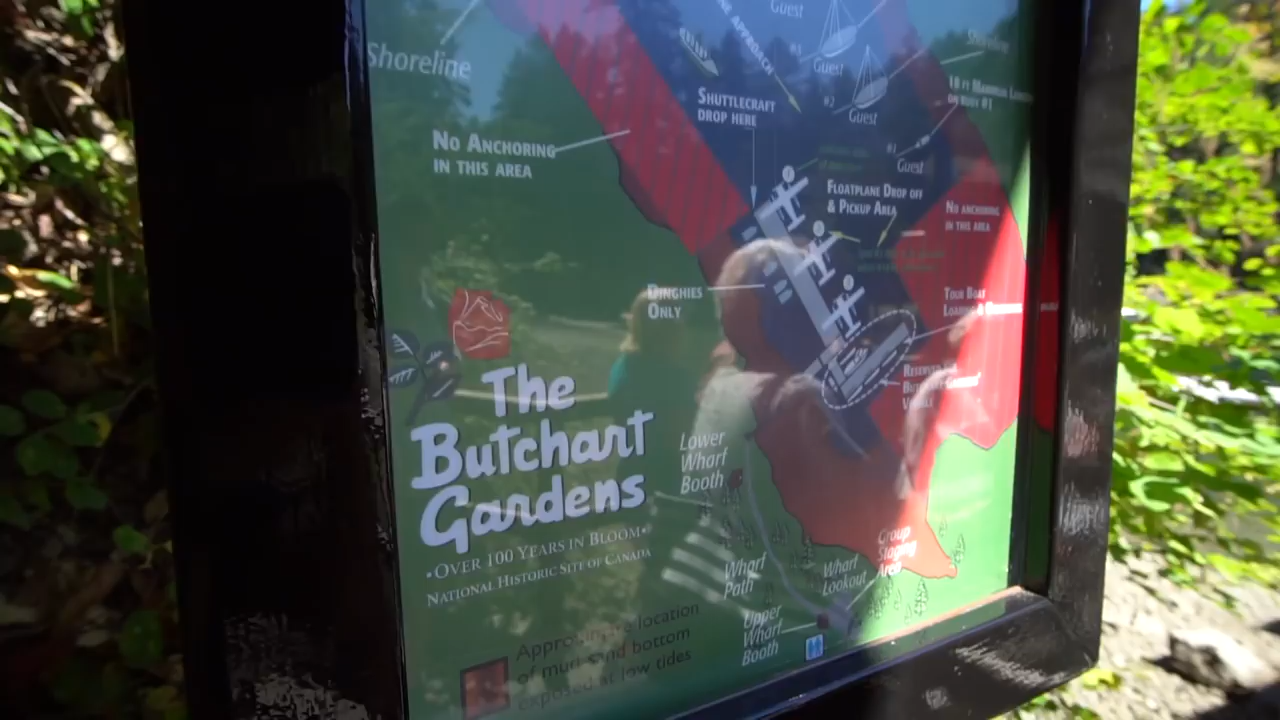 Shoreline
NO ANCHORING
IN THIS AREA
SHUTTLECRAFT
DROP HERE
APPROACH
Guest
#1
Guest
#2
Guest
#1
Guest
Shoreline
FLOATPLANE DROP OFF
& PICKUP AREA
NO ANCHORING
IN THIS AREA
DINGHIES
ONLY
TOUR BOAT
The
Butchart
Gardens
•OVER 100 YEARS IN BLOOM•
NATIONAL HISTORIC SITE OF CANADA
Lower
Wharf
Booth
Wharf
Path
Wharf
Lookout
Group
Staging
Area
Upper
Wharf
Booth
Approximate location
of mud-sand bottom
exposed at low tides